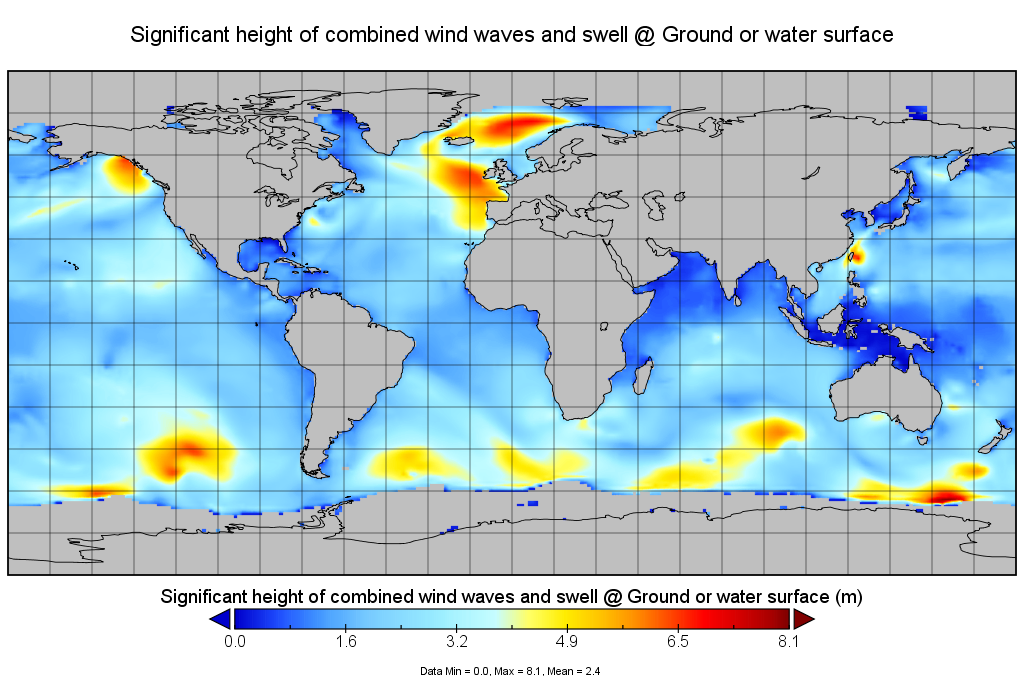 Significant height of combined wind waves and swell @ Ground or water surface
Significant height of combined wind waves and swell @ Ground or water surface (m)
0.0 1.6 3.2 4.9 6.5 8.1
Data Min = 0.0, Max = 8.1, Mean = 2.4